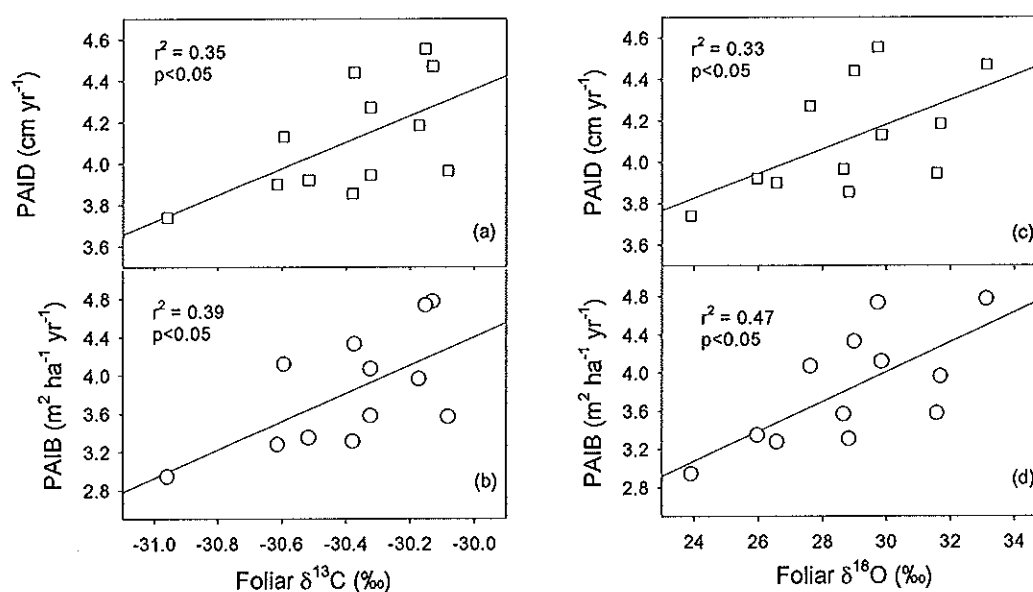 r² = 0.35
p<0.05
4.6
4.4
4.2
4.0
3.8
3.6
PAID (cm yr⁻¹)
(a)
r² = 0.39
p<0.05
4.8
4.4
4.0
3.6
3.2
2.8
PAIB (m² ha⁻¹ yr⁻¹)
(b)
-31.0 -30.8 -30.6 -30.4 -30.2 -30.0
Foliar δ¹³C (‰)
r² = 0.33
p<0.05
4.6
4.4
4.2
4.0
3.8
3.6
PAID (cm yr⁻¹)
(c)
r² = 0.47
p<0.05
4.8
4.4
4.0
3.6
3.2
2.8
PAIB (m² ha⁻¹ yr⁻¹)
(d)
24 26 28 30 32 34
Foliar δ¹⁸O (‰)